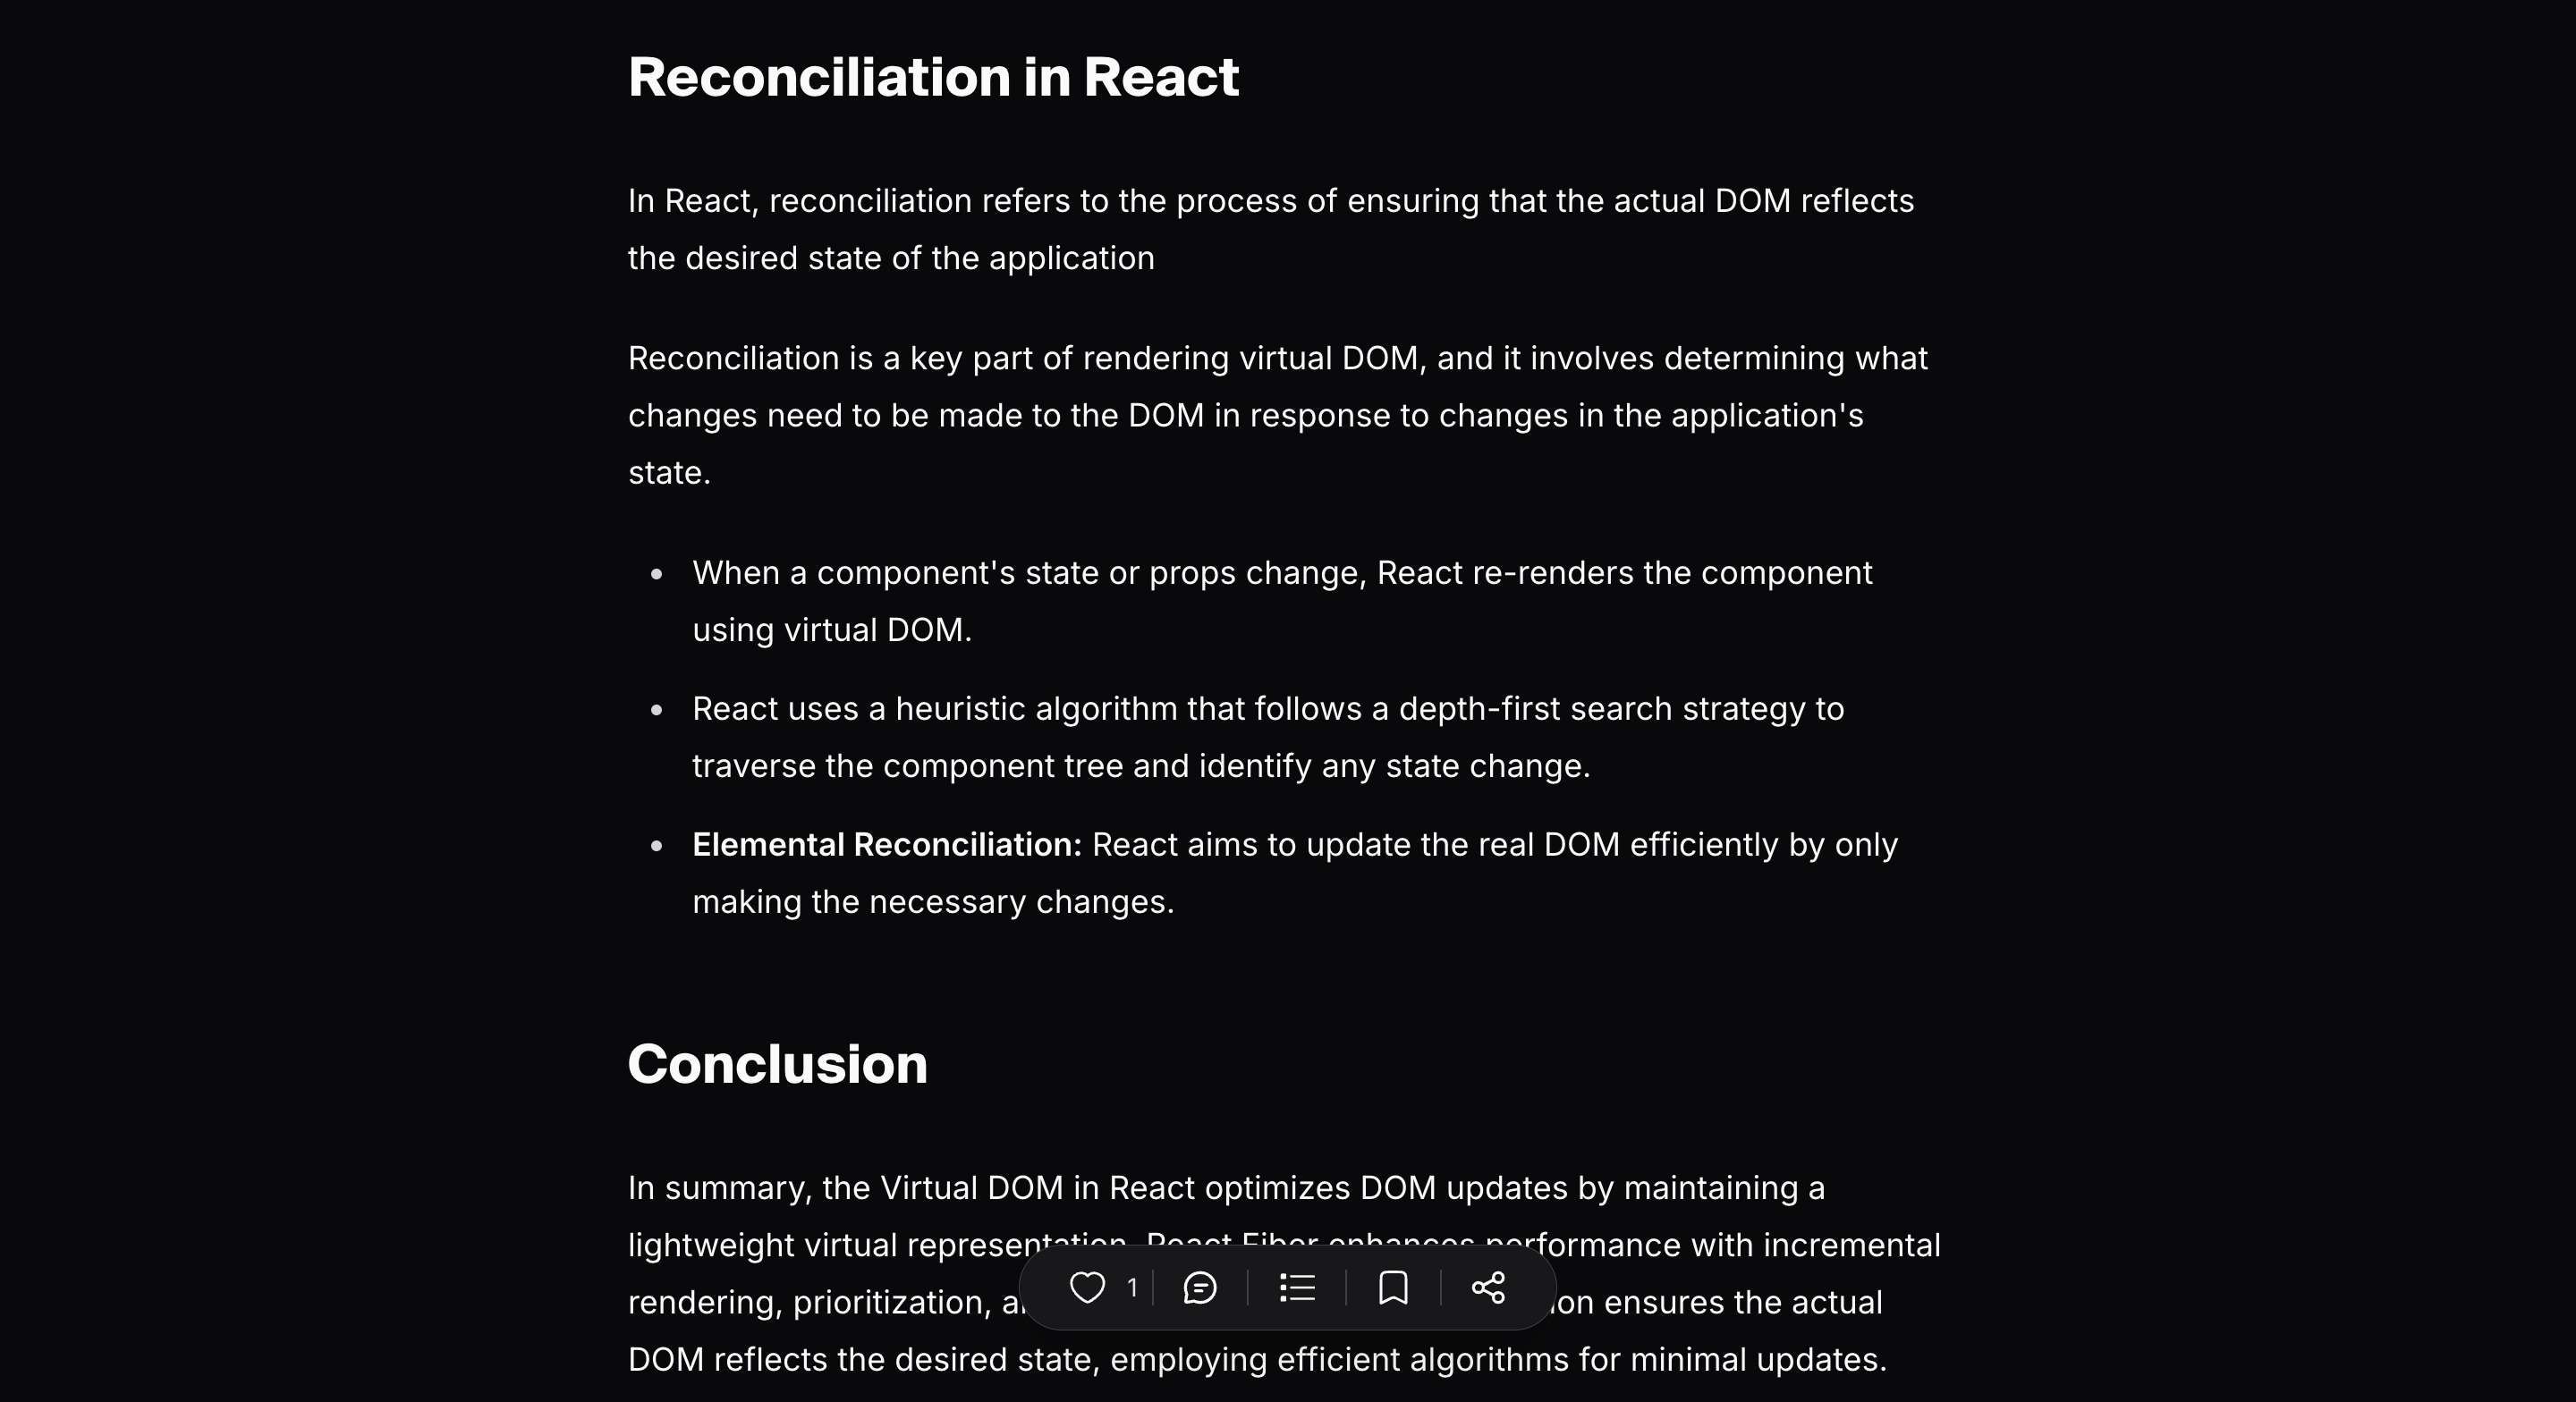 Reconciliation in React
In React, reconciliation refers to the process of ensuring that the actual DOM reflects
the desired state of the application
Reconciliation is a key part of rendering virtual DOM, and it involves determining what
changes need to be made to the DOM in response to changes in the application's
state.
When a component's state or props change, React re-renders the component
using virtual DOM.
React uses a heuristic algorithm that follows a depth-first search strategy to
traverse the component tree and identify any state change.
Elemental Reconciliation: React aims to update the real DOM efficiently by only
making the necessary changes.
Conclusion
In summary, the Virtual DOM in React optimizes DOM updates by maintaining a
lightweight virtual representation. React Fiber enhances performance with incremental
rendering, prioritization, ensures the actual
1
DOM reflects the desired state, employing efficient algorithms for minimal updates.